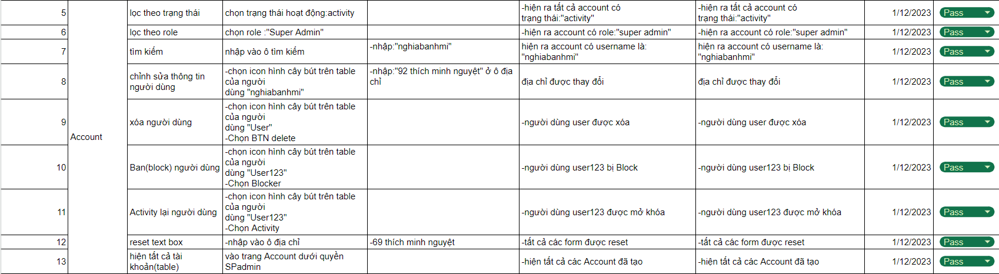 5
lọc theo trạng thái
chọn trạng thái hoạt động:activity
-hiện ra tất cả account có
trạng thái:"activity"
-hiện ra tất cả account có
trạng thái:"activity"
1/12/2023
Pass
6
lọc theo role
chọn role :"Super Admin"
-hiện ra account có role:"super admin"
-hiện ra account có role:"super admin"
1/12/2023
Pass
7
tìm kiếm
nhập vào ô tìm kiếm
-nhập:"nghiabanhmi"
hiện ra account có username là:
"nghiabanhmi"
hiện ra account có username là:
"nghiabanhmi"
1/12/2023
Pass
8
chỉnh sửa thông tin
người dùng
-chọn icon hình cây bút trên table
của người
dùng "nghiabanhmi"
-nhập:"92 thích minh nguyệt" ở ô địa
chỉ
địa chỉ được thay đổi
địa chỉ được thay đổi
1/12/2023
Pass
Account
9
xóa người dùng
-chọn icon hình cây bút trên table
của người
dùng "User"
-Chọn BTN delete
-người dùng user được xóa
-người dùng user được xóa
1/12/2023
Pass
10
Ban(block) người dùng
-chọn icon hình cây bút trên table
của người
dùng "User123"
-Chọn Blocker
-người dùng user123 bị Block
-người dùng user123 bị Block
1/12/2023
Pass
11
Activity lại người dùng
-chọn icon hình cây bút trên table
của người
dùng "User123"
-Chọn Activity
-người dùng user123 được mở khóa
-người dùng user123 được mở khóa
1/12/2023
Pass
12
reset text box
-nhập vào ô địa chỉ
-69 thích minh nguyệt
-tất cả các form được reset
-tất cả các form được reset
1/12/2023
Pass
13
hiện tất cả tài
khoản(table)
vào trang Account dưới quyền
SPadmin
-hiện tất cả các Account đã tạo
-hiện tất cả các Account đã tạo
1/12/2023
Pass